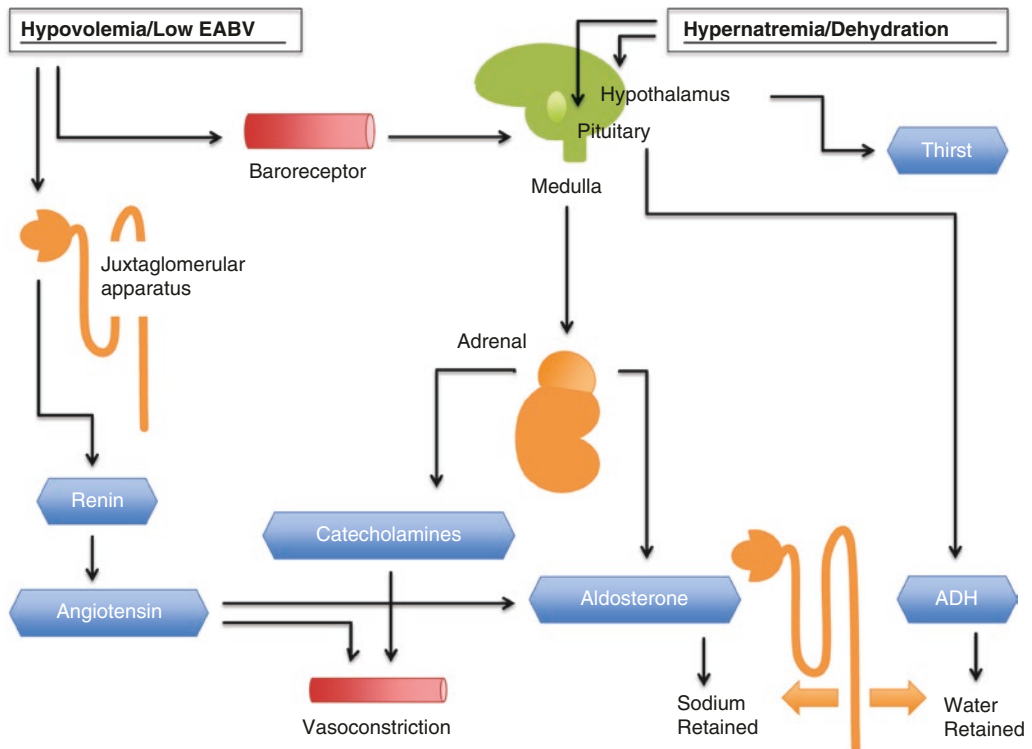 Hypovolemia/Low EABV
Hypernatremia/Dehydration
Hypothalamus
Pituitary
Thirst
Baroreceptor
Medulla
Juxtaglomerular
apparatus
Adrenal
Renin
Catecholamines
Angiotensin
Aldosterone
ADH
Vasoconstriction
Sodium
Retained
Water
Retained